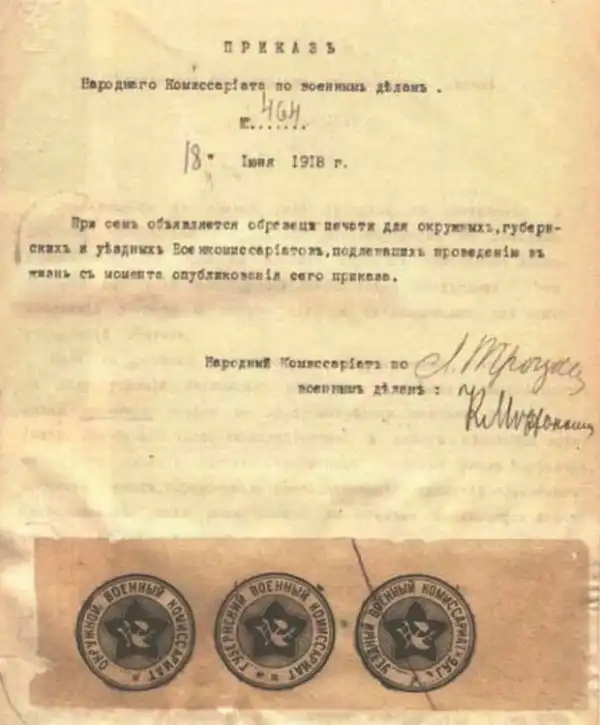 ПРИКАЗЪ
Народнаго Комиссаріата по военнымъ дѣламъ.
№. 464
18" Іюня 1918 г.
При семъ объявляется образецъ печати для окружныхъ, губерн-
скихъ и уѣздныхъ Военкомиссаріатовъ, подлежащихъ проведенію въ
жизнь съ момента опубликованія сего приказа.
Народный Комиссаріатъ по Л. Троцкій
военнымъ дѣламъ:
ОКРУЖНОЙ ВОЕННЫЙ КОМИССАРИАТ
ГУБЕРНСКИЙ ВОЕННЫЙ КОМИССАРИАТ
УЕЗДНЫЙ ВОЕННЫЙ КОМИССАРИАТ